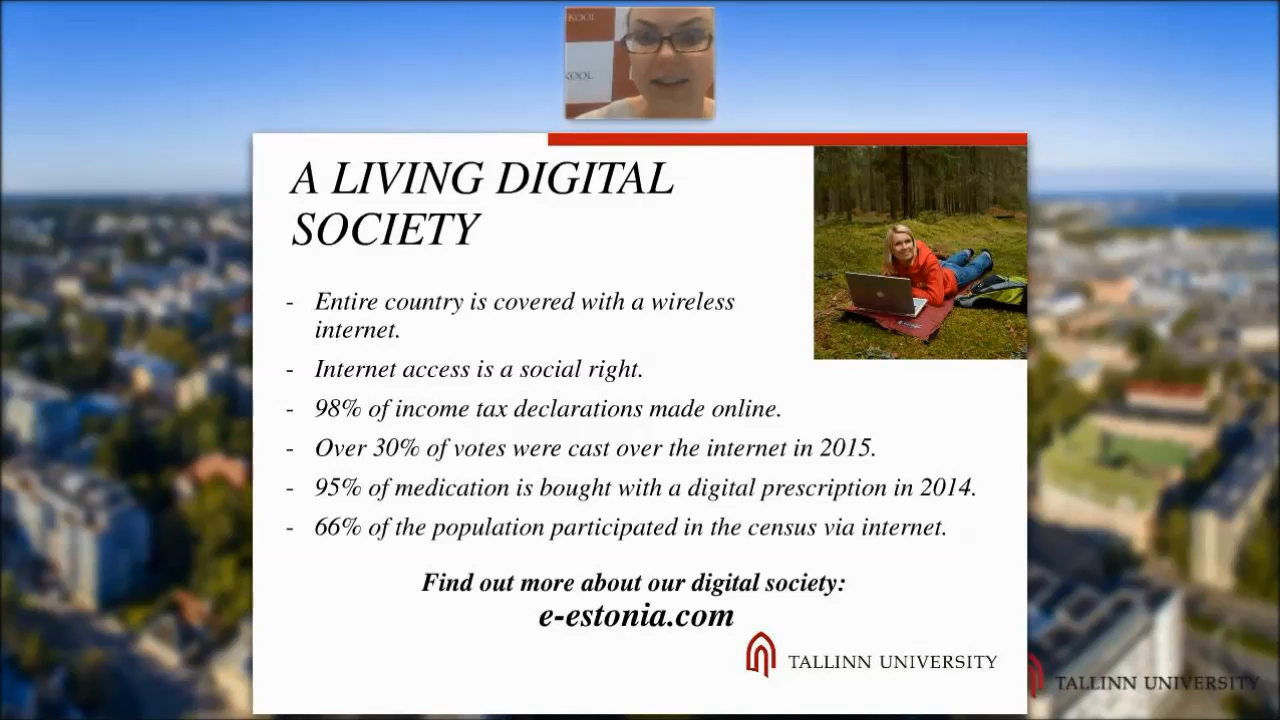 KOOL
KOOL
A LIVING DIGITAL
SOCIETY
- Entire country is covered with a wireless
internet.
- Internet access is a social right.
- 98% of income tax declarations made online.
- Over 30% of votes were cast over the internet in 2015.
- 95% of medication is bought with a digital prescription in 2014.
- 66% of the population participated in the census via internet.
Find out more about our digital society:
e-estonia.com
TALLINN UNIVERSITY
TALLINN UNIVERSITY